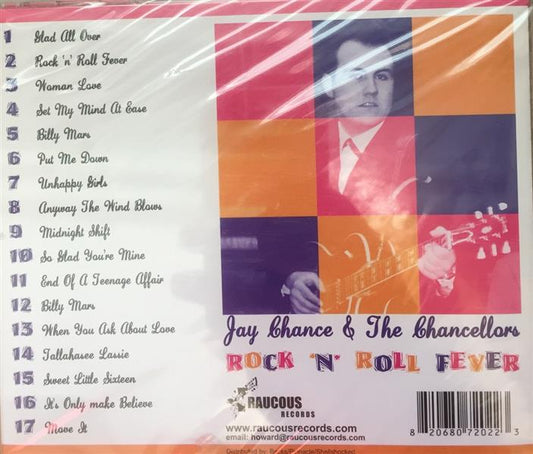 1 Glad All Over
2 Rock 'n' Roll Fever
3 Woman Love
4 Set My Mind At Ease
5 Billy Mars
6 Put Me Down
7 Unhappy Girls
8 Anyway The Wind Blows
9 Midnight Shift
10 So Glad You're Mine
11 End Of A Teenage Affair
12 Billy Mars
13 When You Ask About Love
14 Tallahasee Lassie
15 Sweet Little Sixteen
16 It's Only make Believe
17 Move It
Jay Chance & The Chancellors
ROCK 'N' ROLL FEVER
RAUCOUS
RECORDS
www.raucousrecords.com
email: howard@raucousrecords.com
8 20680 72022 3
Distributed by: